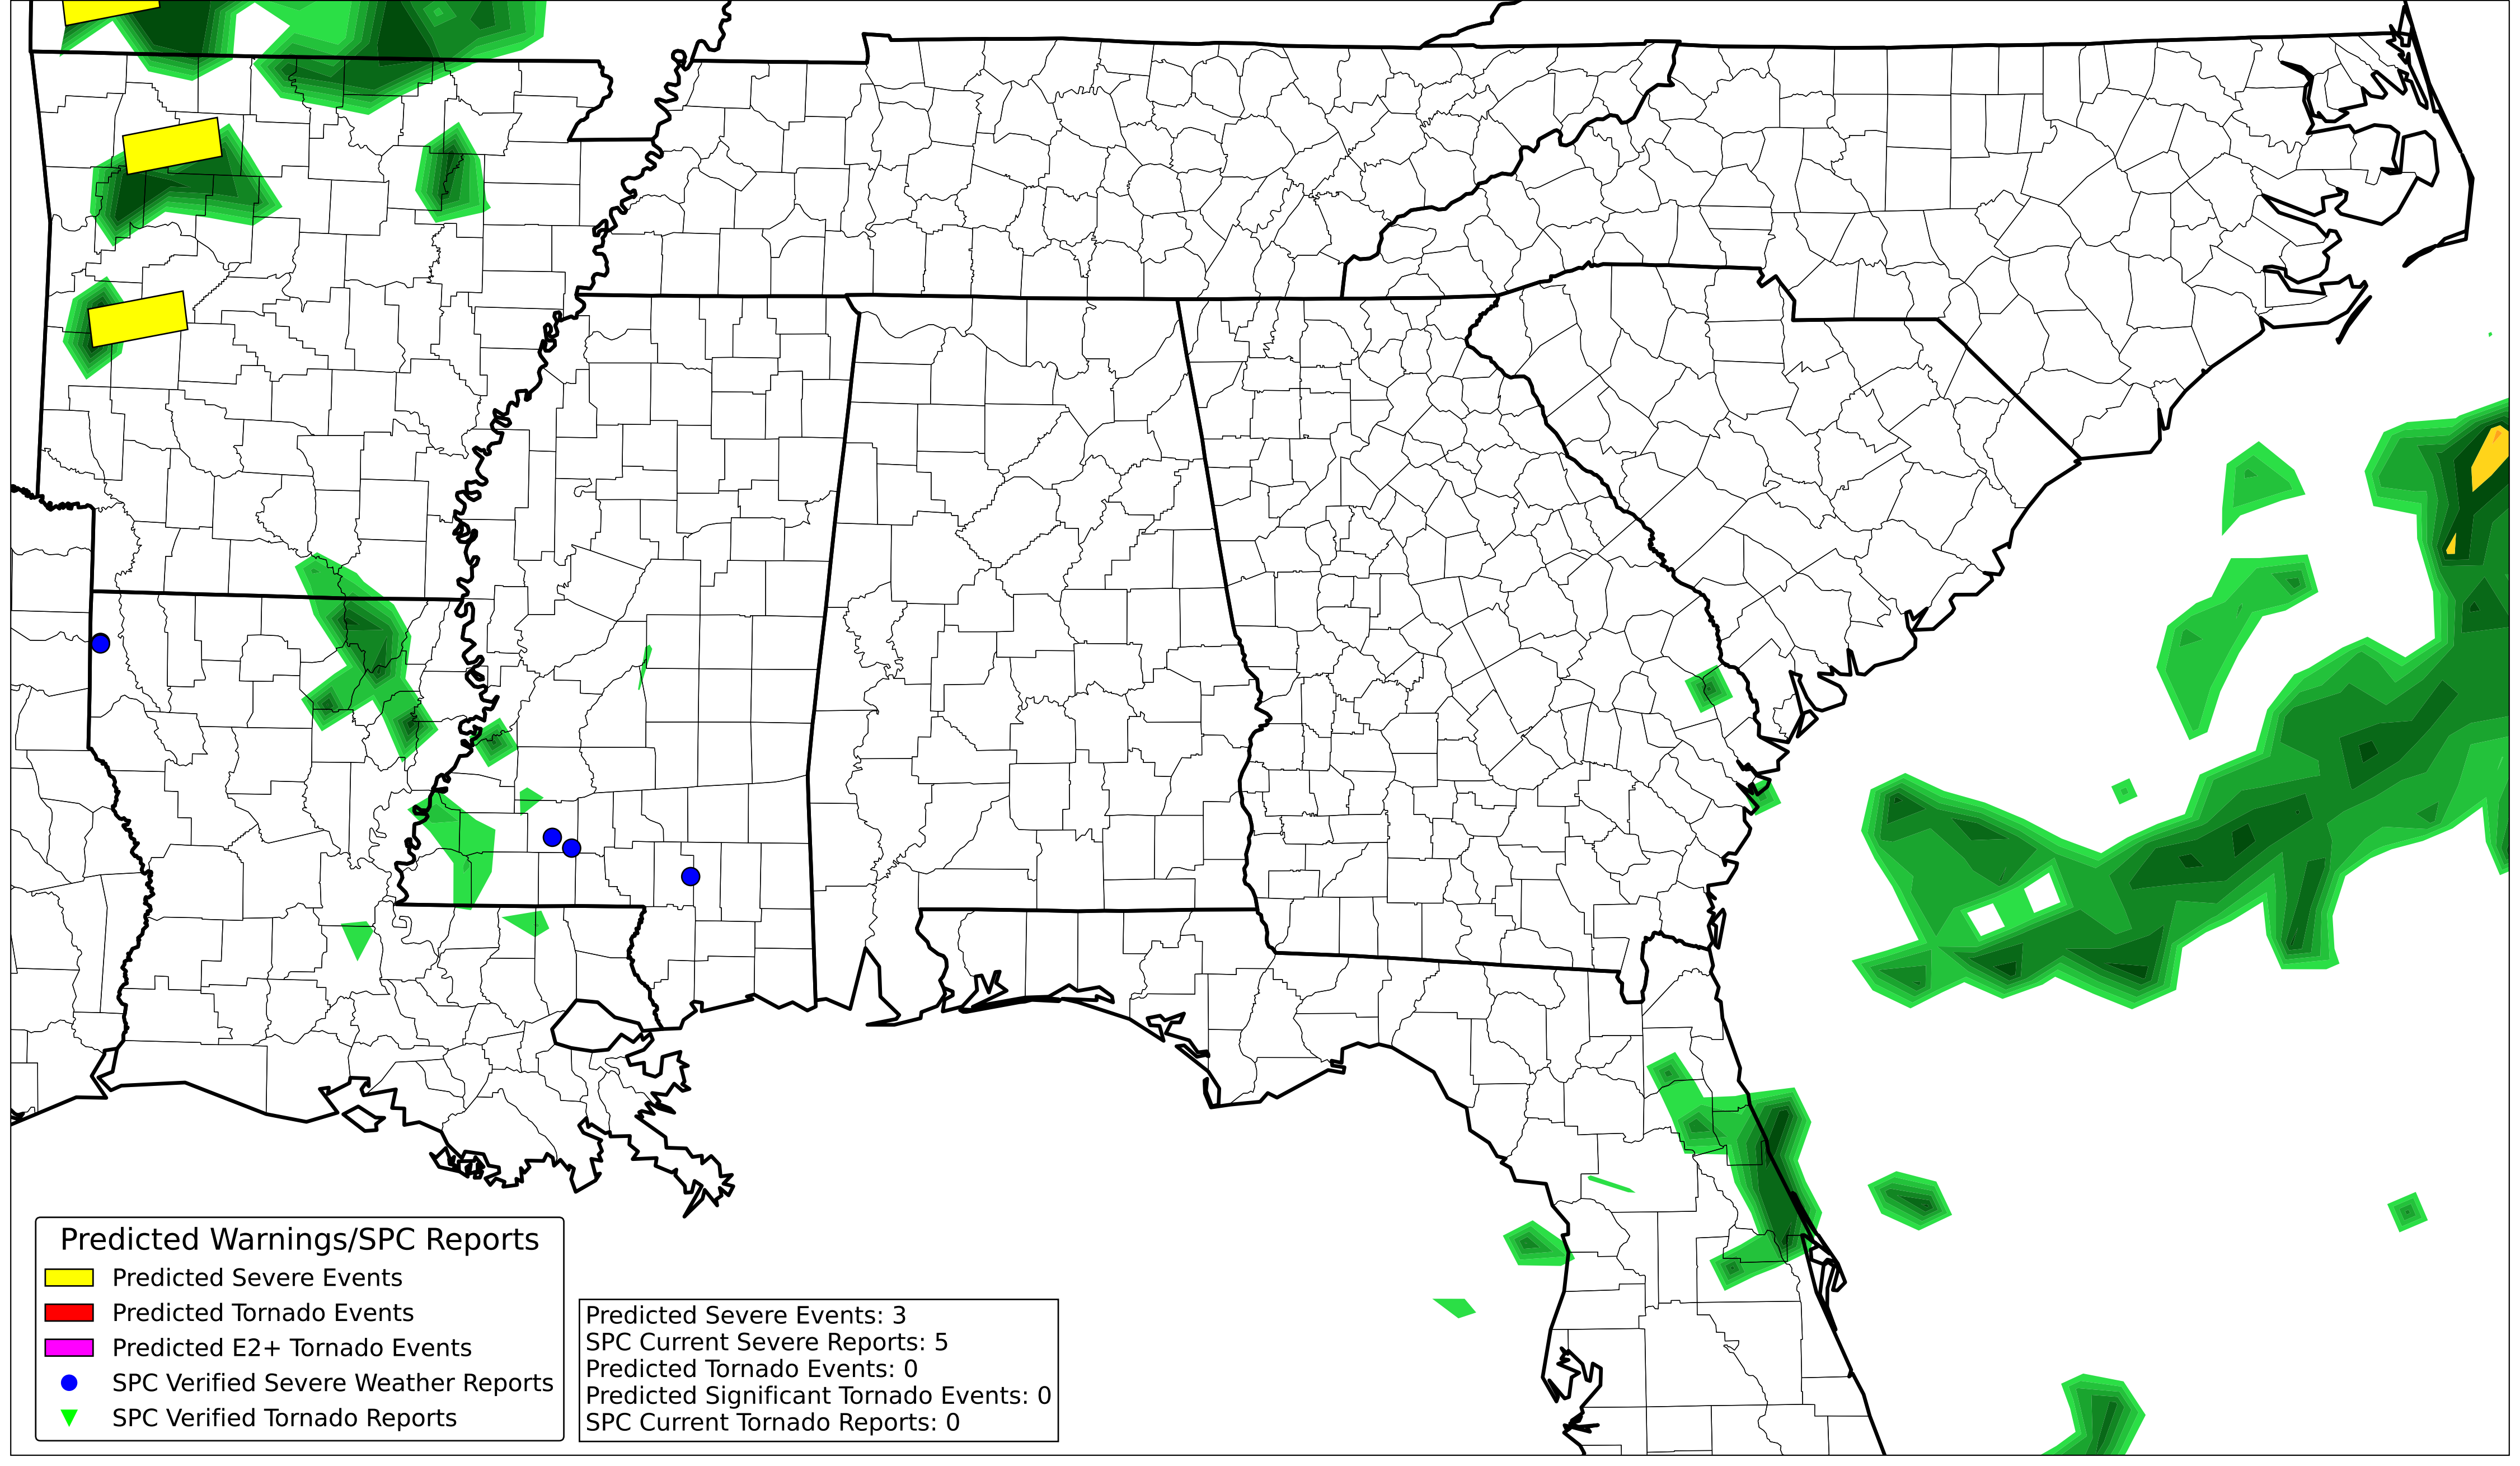 Predicted Warnings/SPC Reports
Predicted Severe Events
Predicted Tornado Events
Predicted E2+ Tornado Events
SPC Verified Severe Weather Reports
SPC Verified Tornado Reports
Predicted Severe Events: 3
SPC Current Severe Reports: 5
Predicted Tornado Events: 0
Predicted Significant Tornado Events: 0
SPC Current Tornado Reports: 0